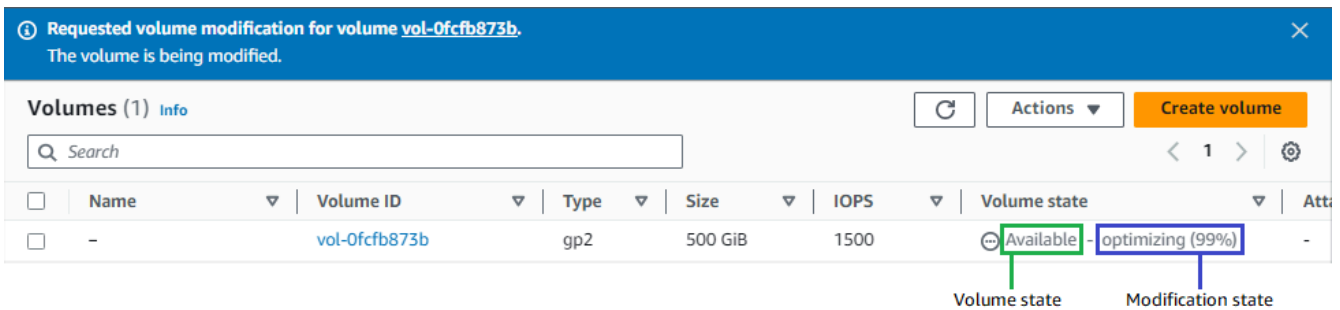 Requested volume modification for volume vol-0fcfb873b.
The volume is being modified.
Volumes (1) Info
Actions
Create volume
Search
1
Name Volume ID Type Size IOPS Volume state Atta
– vol-0fcfb873b gp2 500 GiB 1500 Available - optimizing (99%) -
Volume state Modification state